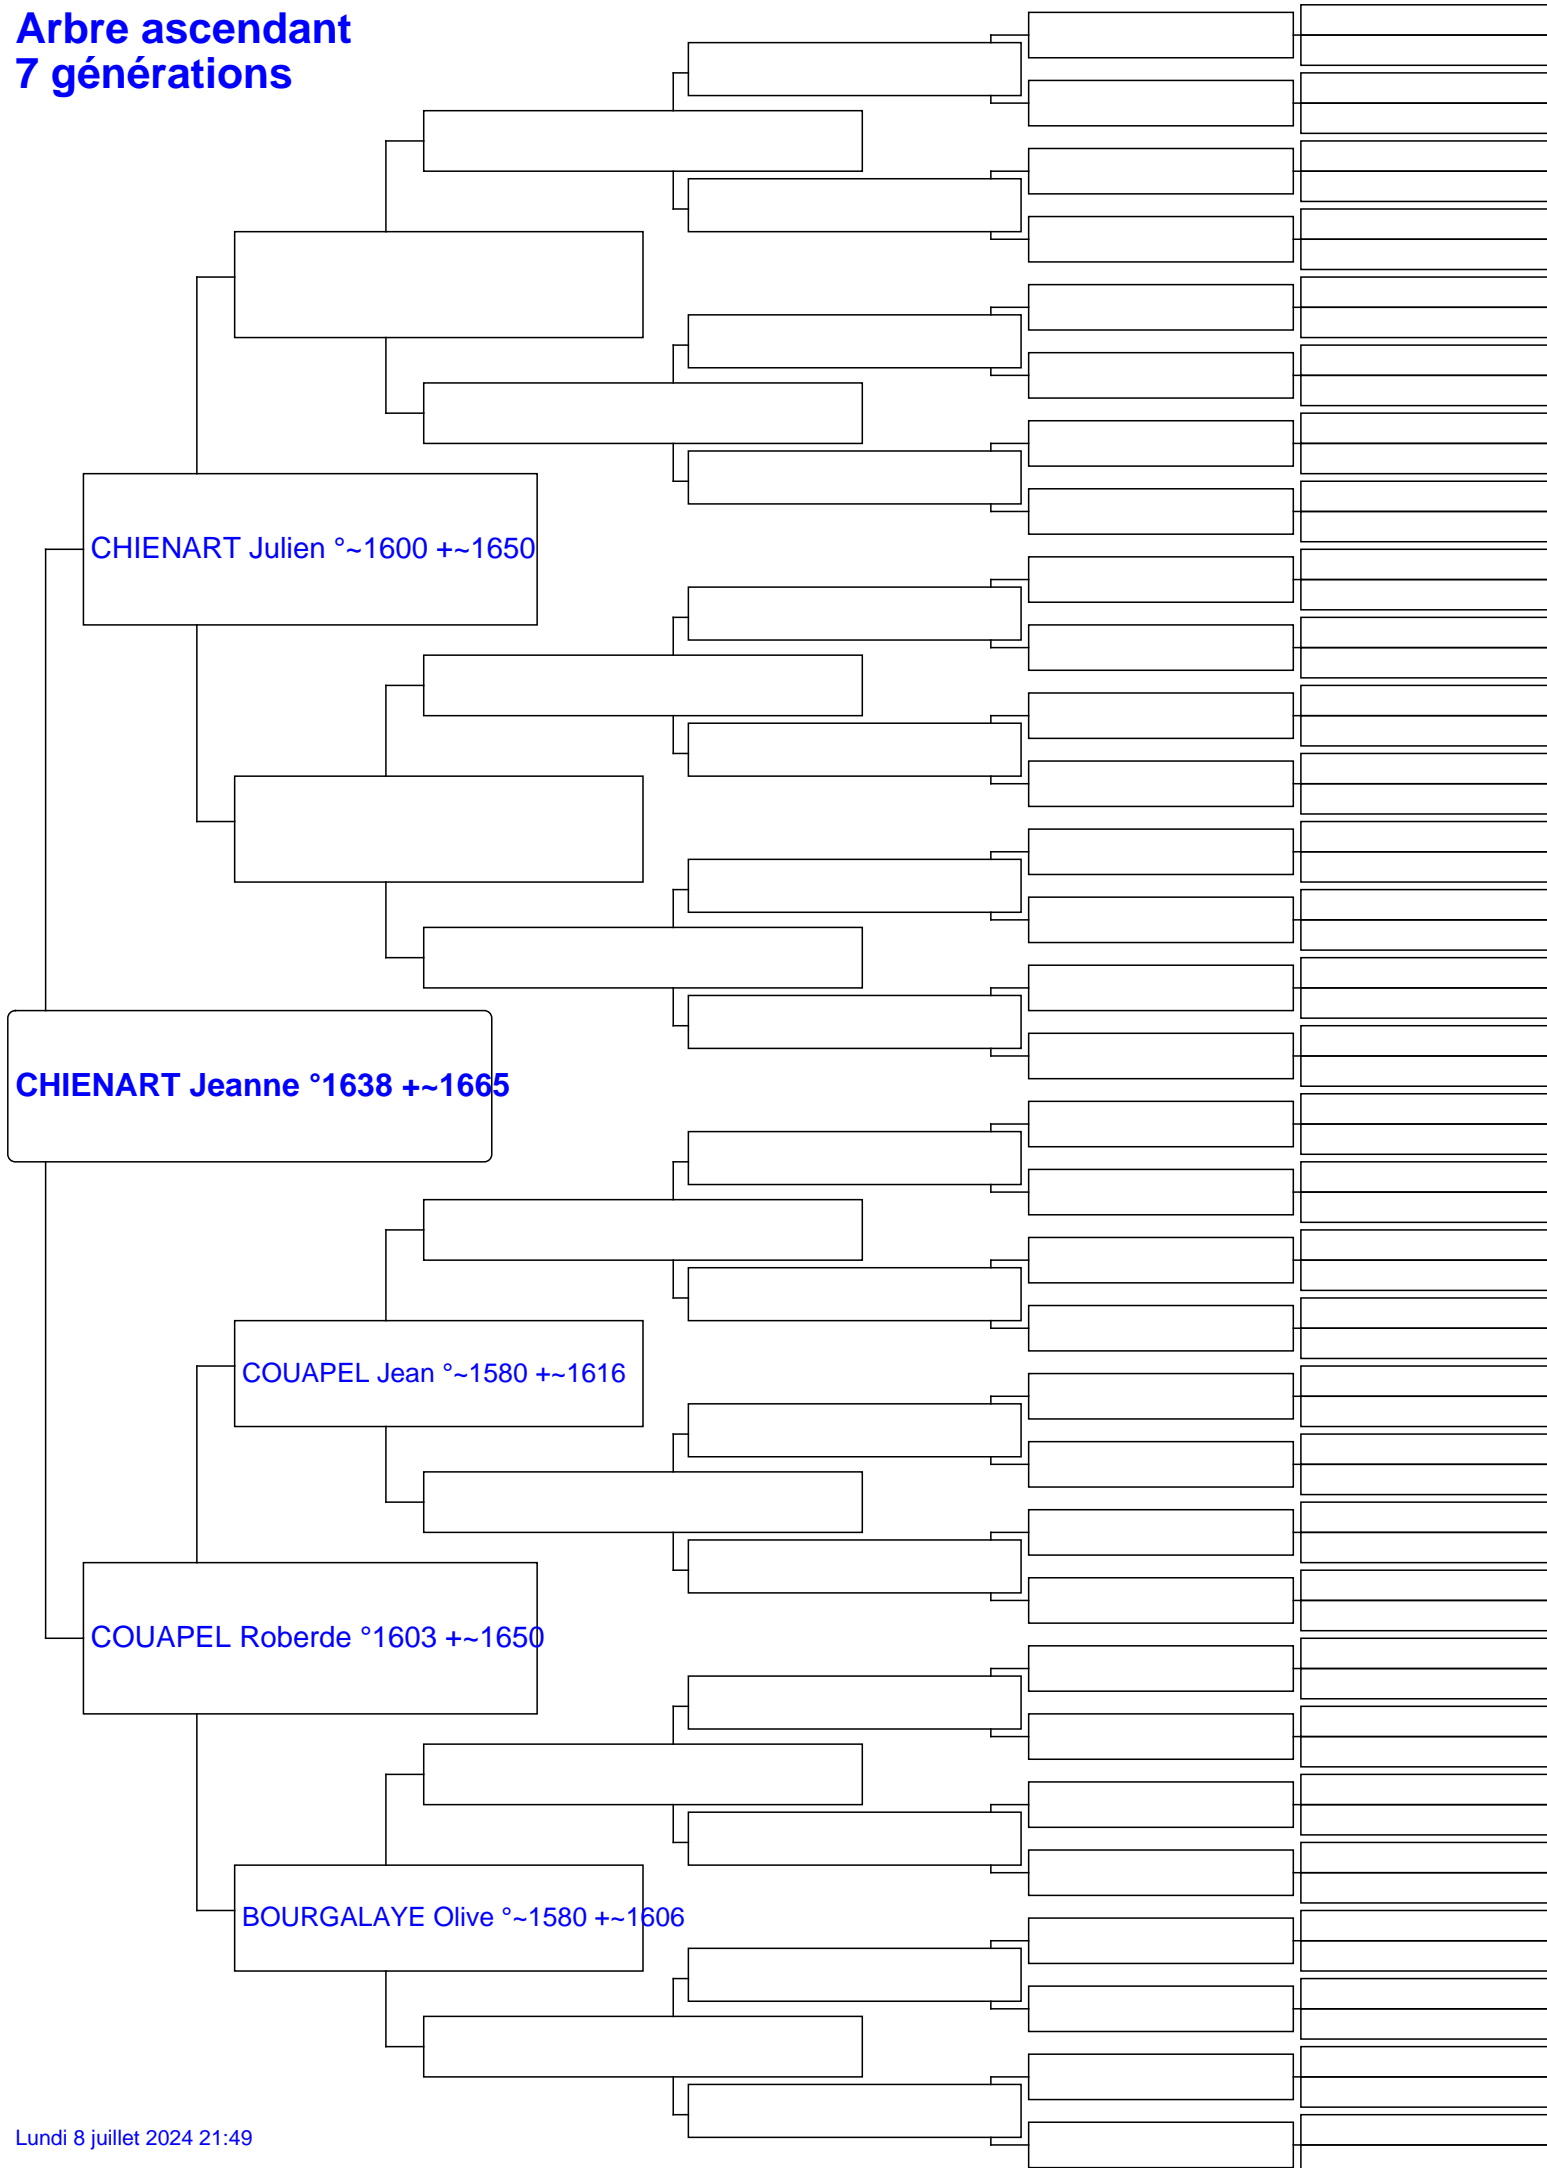 Arbre ascendant
7 générations
CHIENART Julien °~1600 +~1650
CHIENART Jeanne °1638 +~1665
COUAPEL Jean °~1580 +~1616
COUAPEL Roberde °1603 +~1650
BOURGALAYE Olive °~1580 +~1606
Lundi 8 juillet 2024 21:49